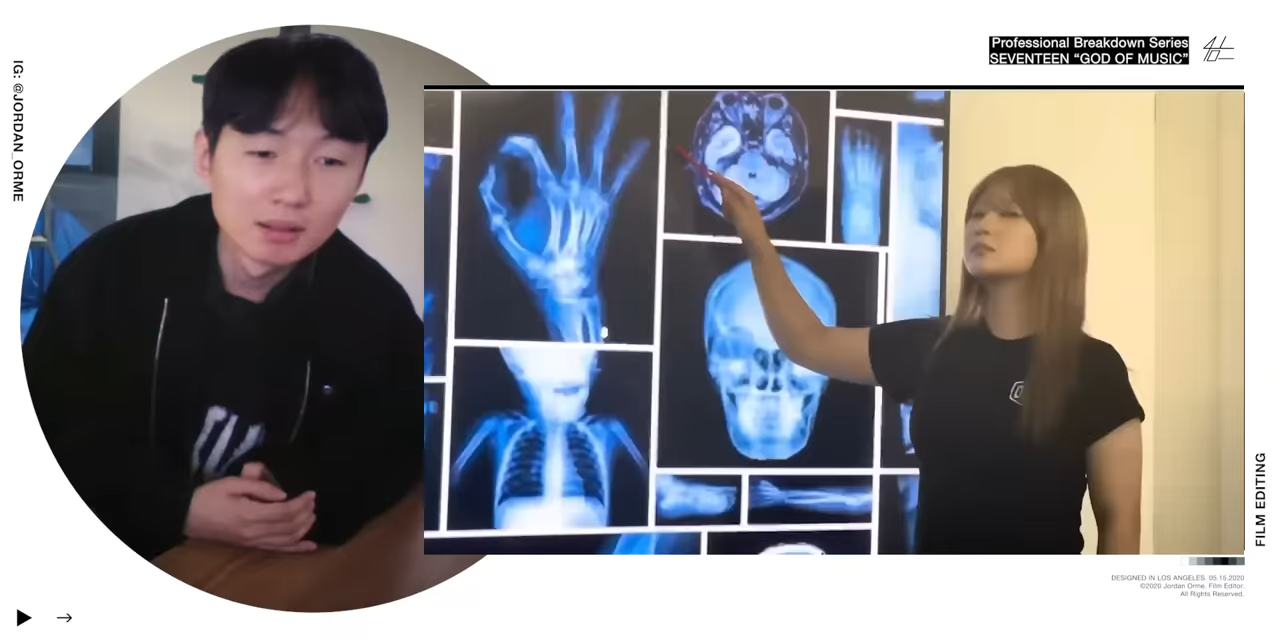 IG: @JORDAN_ORME
Professional Breakdown Series
SEVENTEEN “GOD OF MUSIC”
FILM EDITING
DESIGNED IN LOS ANGELES. 05.15.2020
©2020 Jordan Orme. Film Editor.
All Rights Reserved.